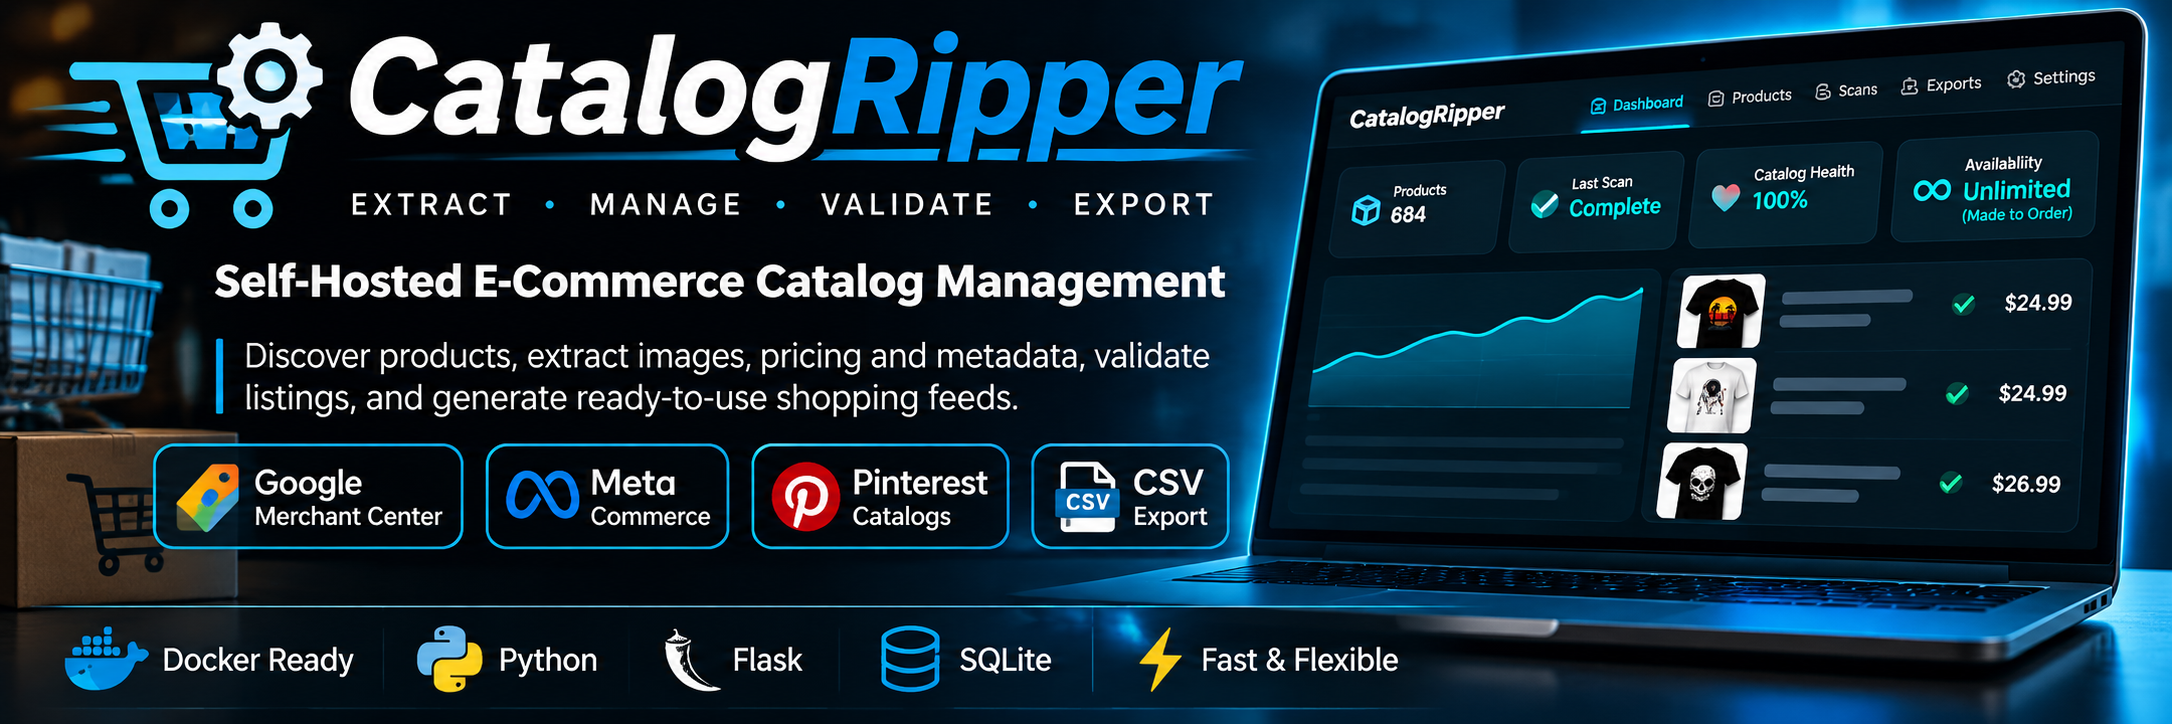 CatalogRipper
EXTRACT • MANAGE • VALIDATE • EXPORT
Self-Hosted E-Commerce Catalog Management
Discover products, extract images, pricing and metadata, validate
listings, and generate ready-to-use shopping feeds.
Google
Merchant Center
Meta
Commerce
Pinterest
Catalogs
CSV
CSV
Export
Docker Ready
Python
Flask
SQLite
Fast & Flexible
CatalogRipper
Dashboard
Products
Scans
Exports
Settings
Products
684
Last Scan
Complete
Catalog Health
100%
Availability
Unlimited
(Made to Order)
$24.99
$24.99
$26.99